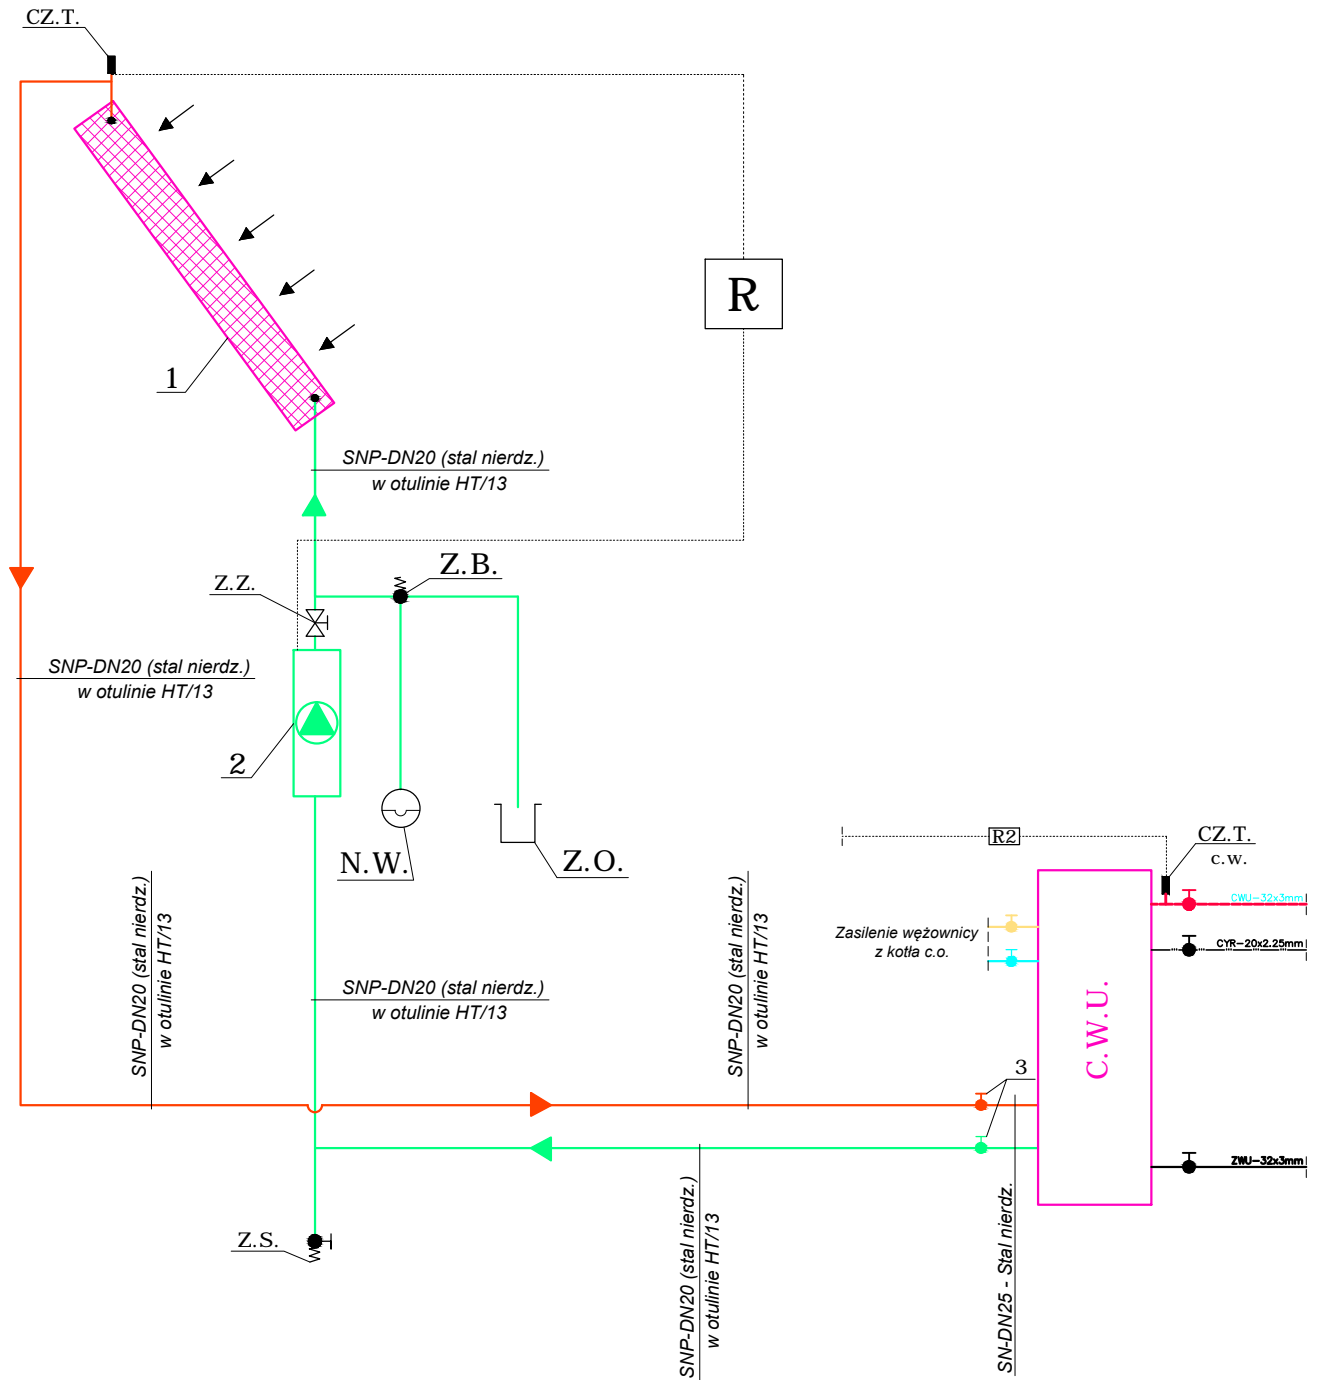 CZ.T.
R
1
SNP-DN20 (stal nierdz.)
w otulinie HT/13
Z.B.
Z.Z.
SNP-DN20 (stal nierdz.)
w otulinie HT/13
2
N.W.
Z.O.
R2
CZ.T.
c.w.
CWU-32x3mm
Zasilenie wężownicy
z kotła c.o.
CYR-20x2.25mm
C.W.U.
SNP-DN20 (stal nierdz.)
w otulinie HT/13
SNP-DN20 (stal nierdz.)
w otulinie HT/13
SNP-DN20 (stal nierdz.)
w otulinie HT/13
3
ZWU-32x3mm
Z.S.
SNP-DN20 (stal nierdz.)
w otulinie HT/13
SN-DN25 - Stal nierdz.